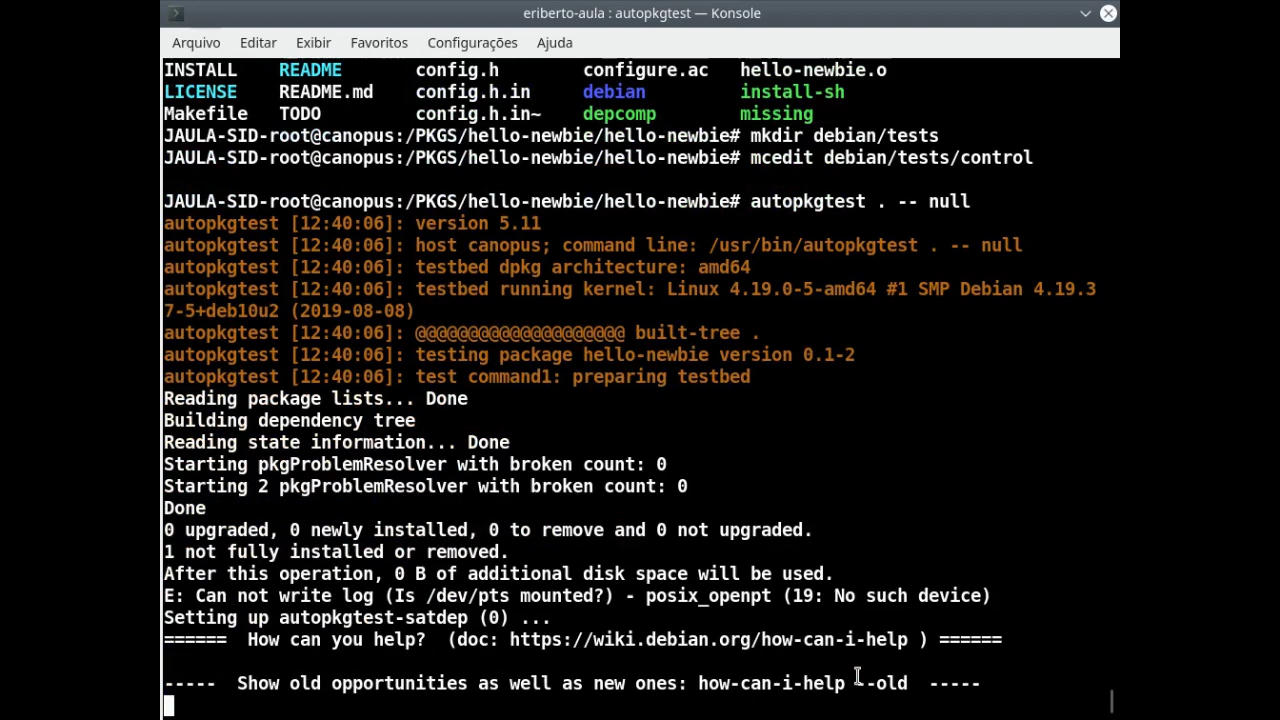 eriberto-aula : autopkgtest — Konsole
Arquivo Editar Exibir Favoritos Configurações Ajuda
INSTALL README config.h configure.ac hello-newbie.o
LICENSE README.md config.h.in debian install-sh
Makefile TODO config.h.in~ depcomp missing
JAULA-SID-root@canopus:/PKGS/hello-newbie/hello-newbie# mkdir debian/tests
JAULA-SID-root@canopus:/PKGS/hello-newbie/hello-newbie# mcedit debian/tests/control
JAULA-SID-root@canopus:/PKGS/hello-newbie/hello-newbie# autopkgtest . -- null
autopkgtest [12:40:06]: version 5.11
autopkgtest [12:40:06]: host canopus; command line: /usr/bin/autopkgtest . -- null
autopkgtest [12:40:06]: testbed dpkg architecture: amd64
autopkgtest [12:40:06]: testbed running kernel: Linux 4.19.0-5-amd64 #1 SMP Debian 4.19.3
7-5+deb10u2 (2019-08-08)
autopkgtest [12:40:06]: @@@@@@@@@@@@@@@@@@@@ built-tree .
autopkgtest [12:40:06]: testing package hello-newbie version 0.1-2
autopkgtest [12:40:06]: test command1: preparing testbed
Reading package lists... Done
Building dependency tree
Reading state information... Done
Starting pkgProblemResolver with broken count: 0
Starting 2 pkgProblemResolver with broken count: 0
Done
0 upgraded, 0 newly installed, 0 to remove and 0 not upgraded.
1 not fully installed or removed.
After this operation, 0 B of additional disk space will be used.
E: Can not write log (Is /dev/pts mounted?) - posix_openpt (19: No such device)
Setting up autopkgtest-satdep (0) ...
====== How can you help? (doc: https://wiki.debian.org/how-can-i-help ) ======
----- Show old opportunities as well as new ones: how-can-i-help --old -----